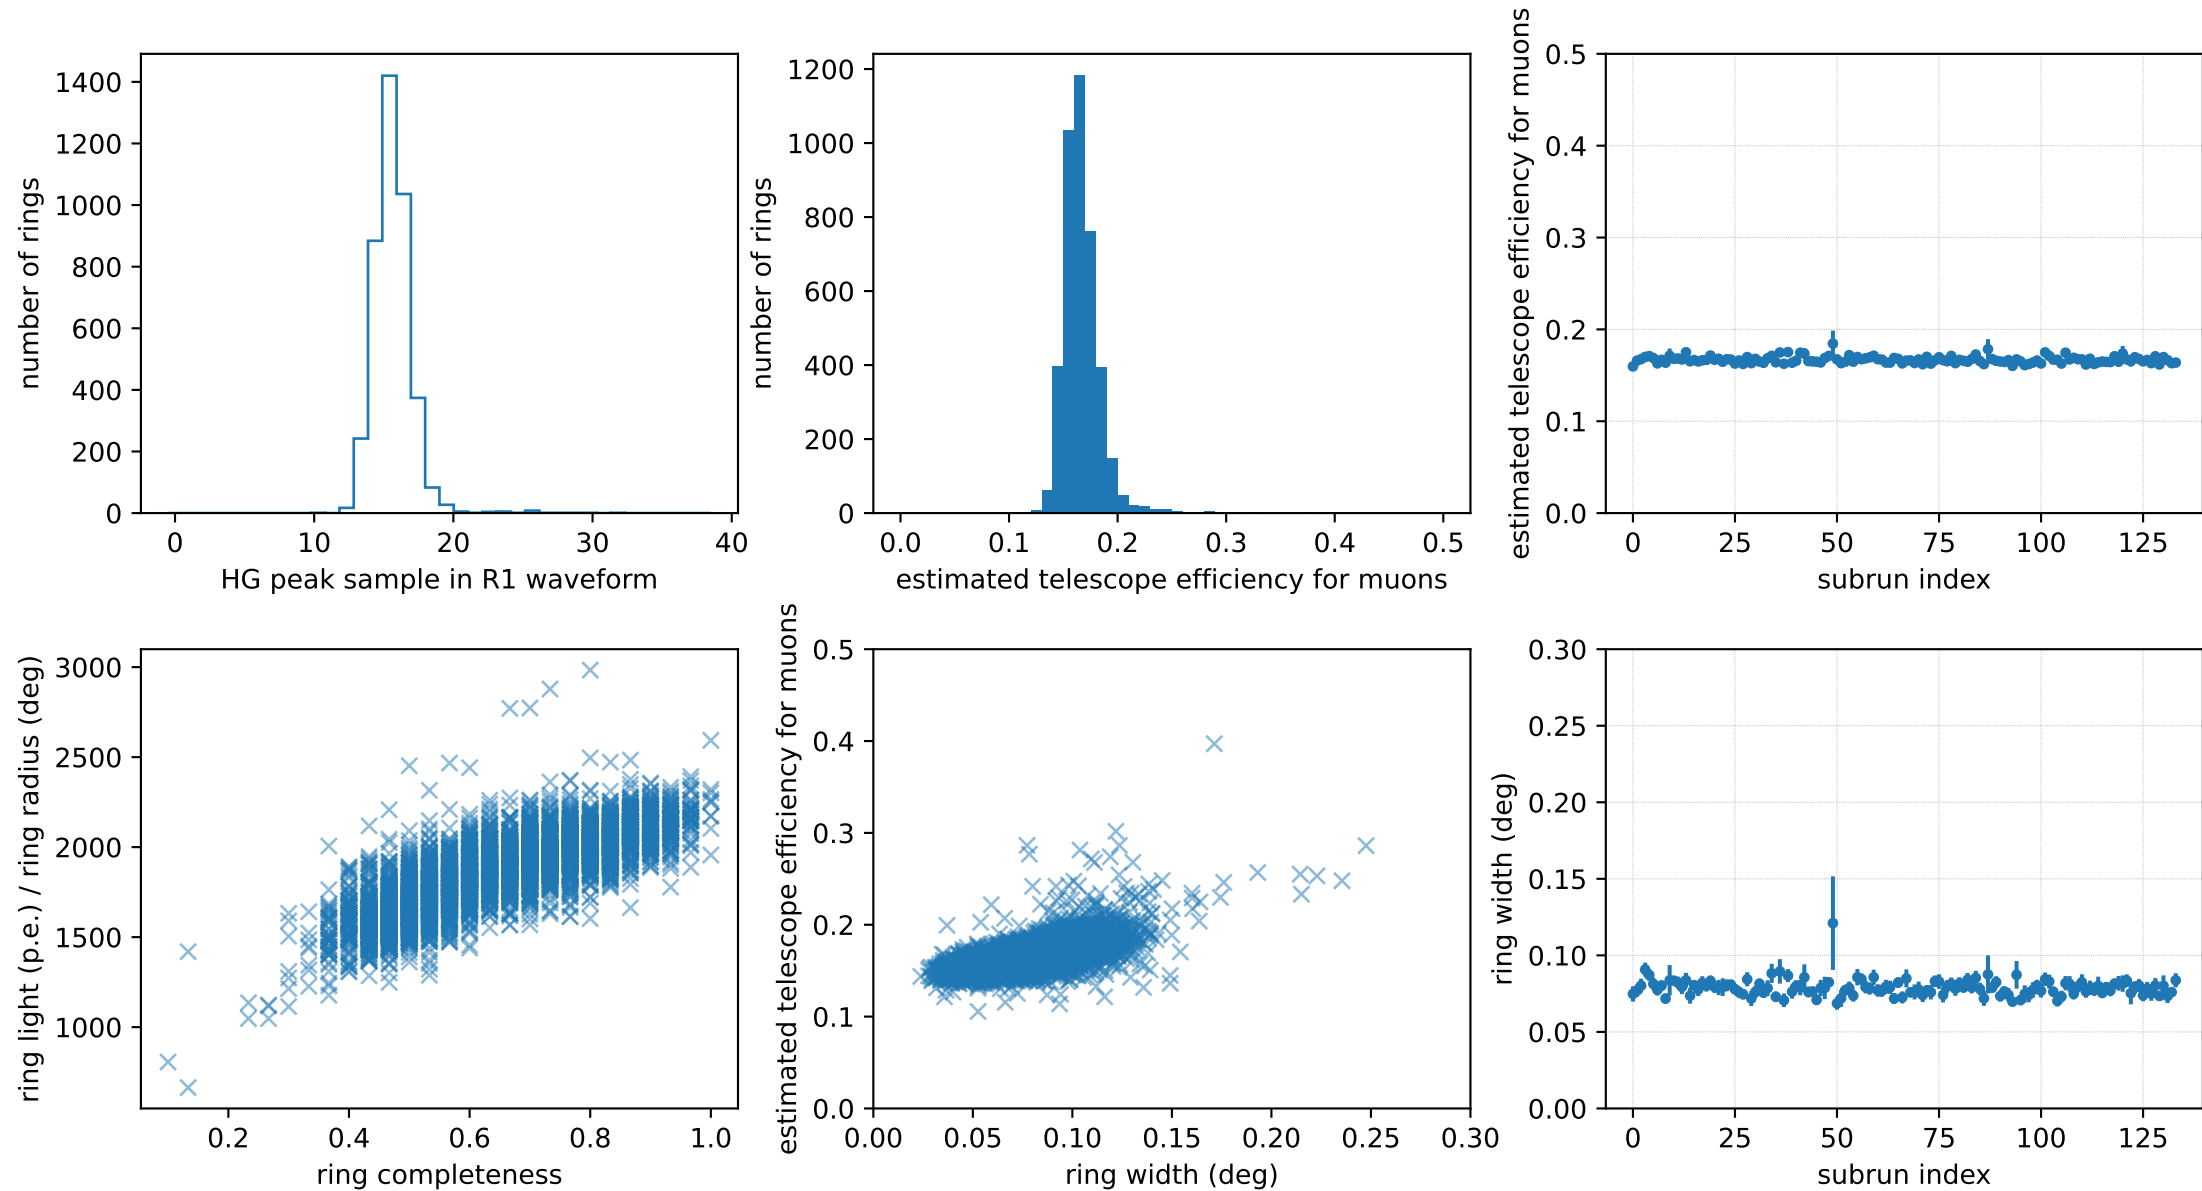 number of rings
1400
1200
1000
800
600
400
200
0
0 10 20 30 40
HG peak sample in R1 waveform
number of rings
1200
1000
800
600
400
200
0
0.0 0.1 0.2 0.3 0.4 0.5
estimated telescope efficiency for muons
estimated telescope efficiency for muons
0.5
0.4
0.3
0.2
0.1
0.0
0 25 50 75 100 125
subrun index
ring light (p.e.) / ring radius (deg)
3000
2500
2000
1500
1000
0.2 0.4 0.6 0.8 1.0
ring completeness
estimated telescope efficiency for muons
0.5
0.4
0.3
0.2
0.1
0.0
0.00 0.05 0.10 0.15 0.20 0.25 0.30
ring width (deg)
ring width (deg)
0.30
0.25
0.20
0.15
0.10
0.05
0.00
0 25 50 75 100 125
subrun index